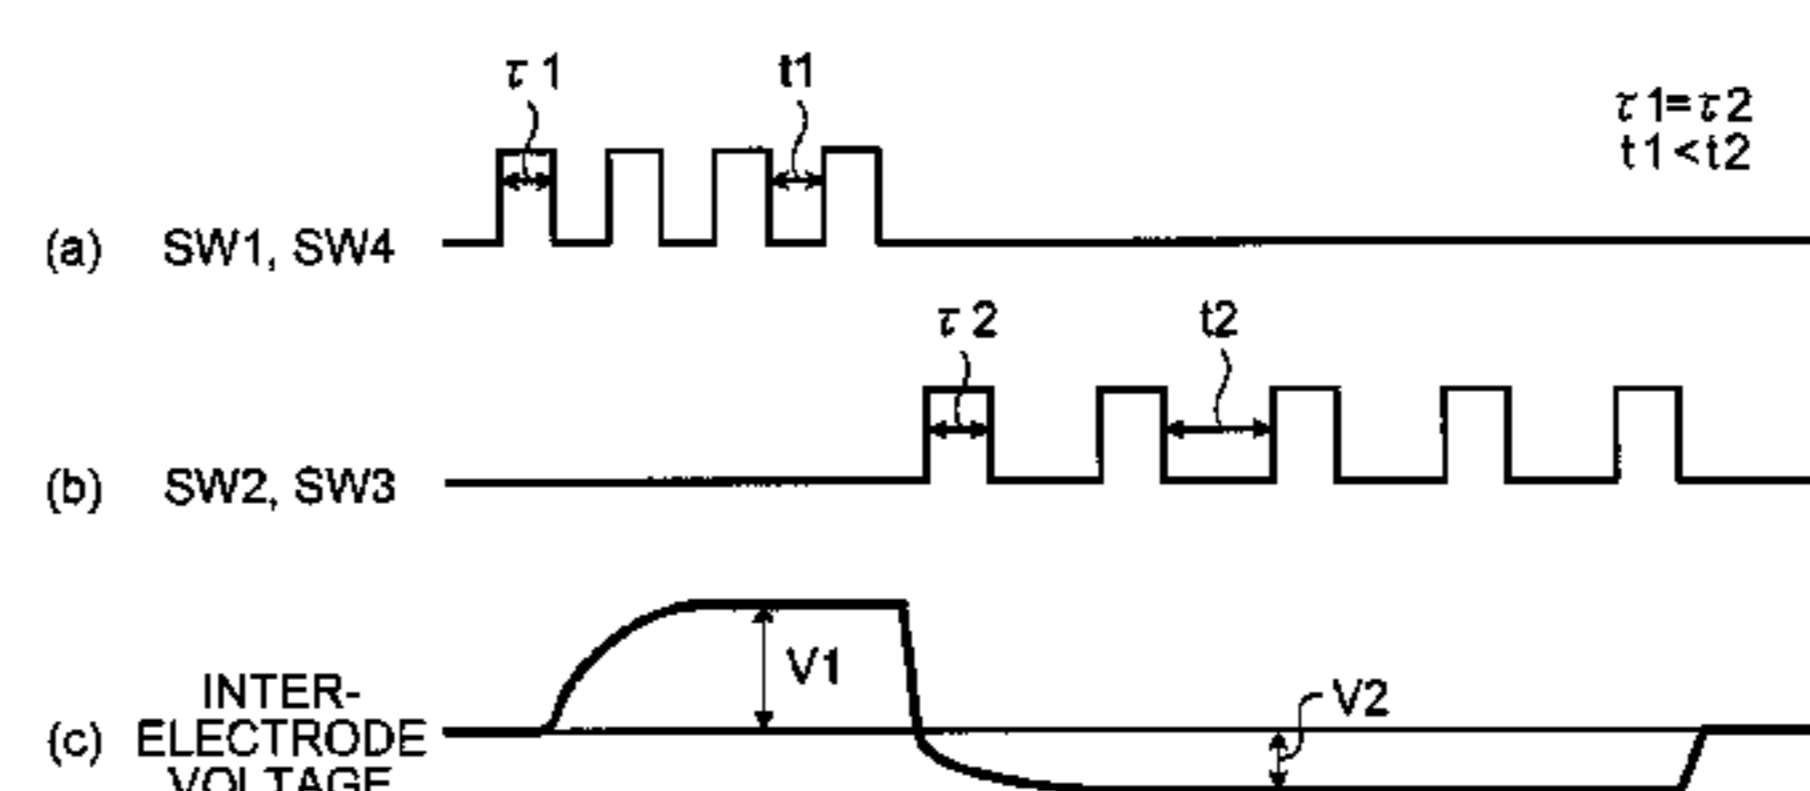 τ1
t1
τ1=τ2
t1<t2
(a) SW1, SW4
τ2
t2
(b) SW2, SW3
V1
V2
(c) INTER-
ELECTRODE
VOLTAGE